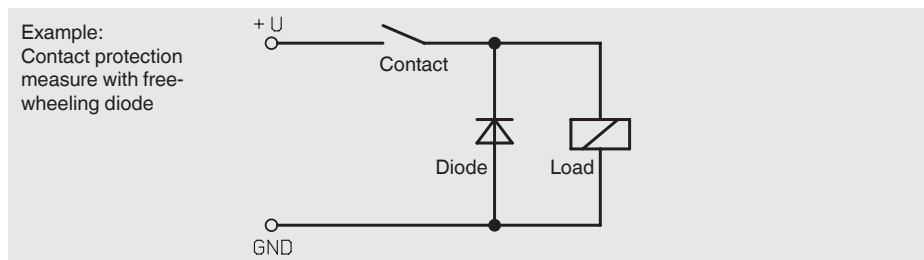 Example:
Contact protection
measure with free-
wheeling diode
+ U
Contact
Diode
Load
GND